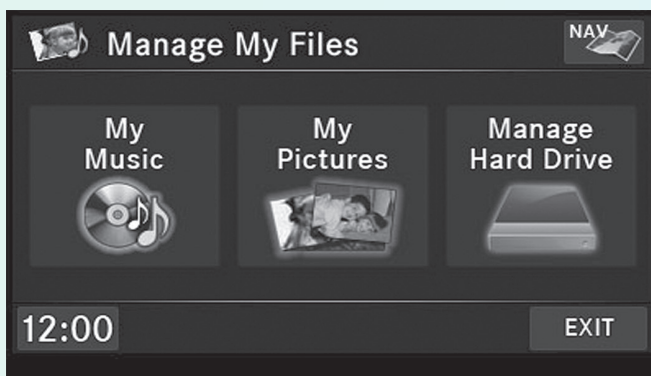 Manage My Files
NAV
My
Music
My
Pictures
Manage
Hard Drive
12:00
EXIT